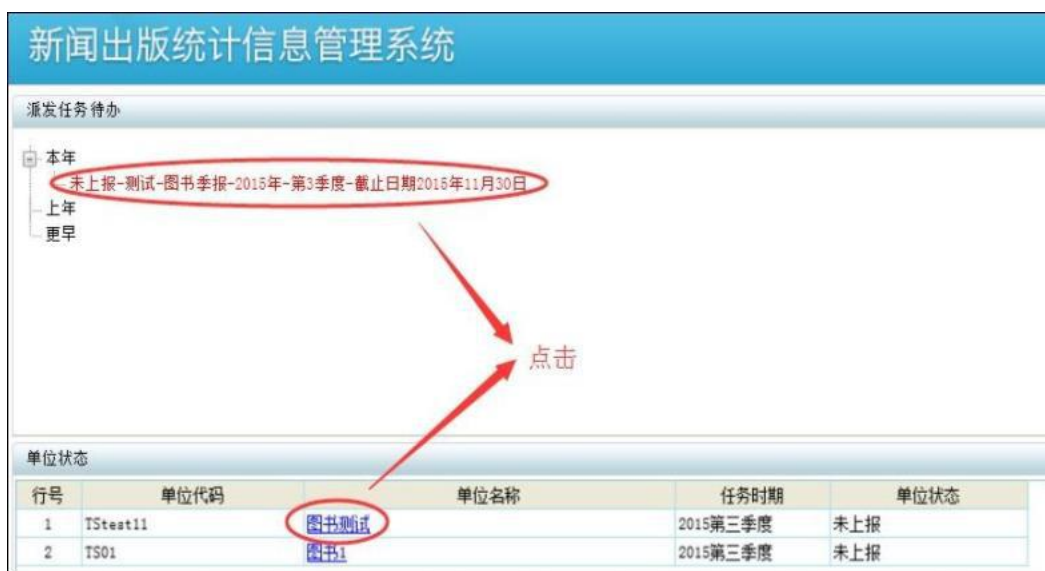 新闻出版统计信息管理系统
派发任务待办
本年
未上报-测试-图书季报-2015年-第3季度-截止日期2015年11月30日
上年
更早
点击
单位状态
行号 单位代码 单位名称 任务时期 单位状态
1 TStest11 图书测试 2015第三季度 未上报
2 TS01 图书1 2015第三季度 未上报